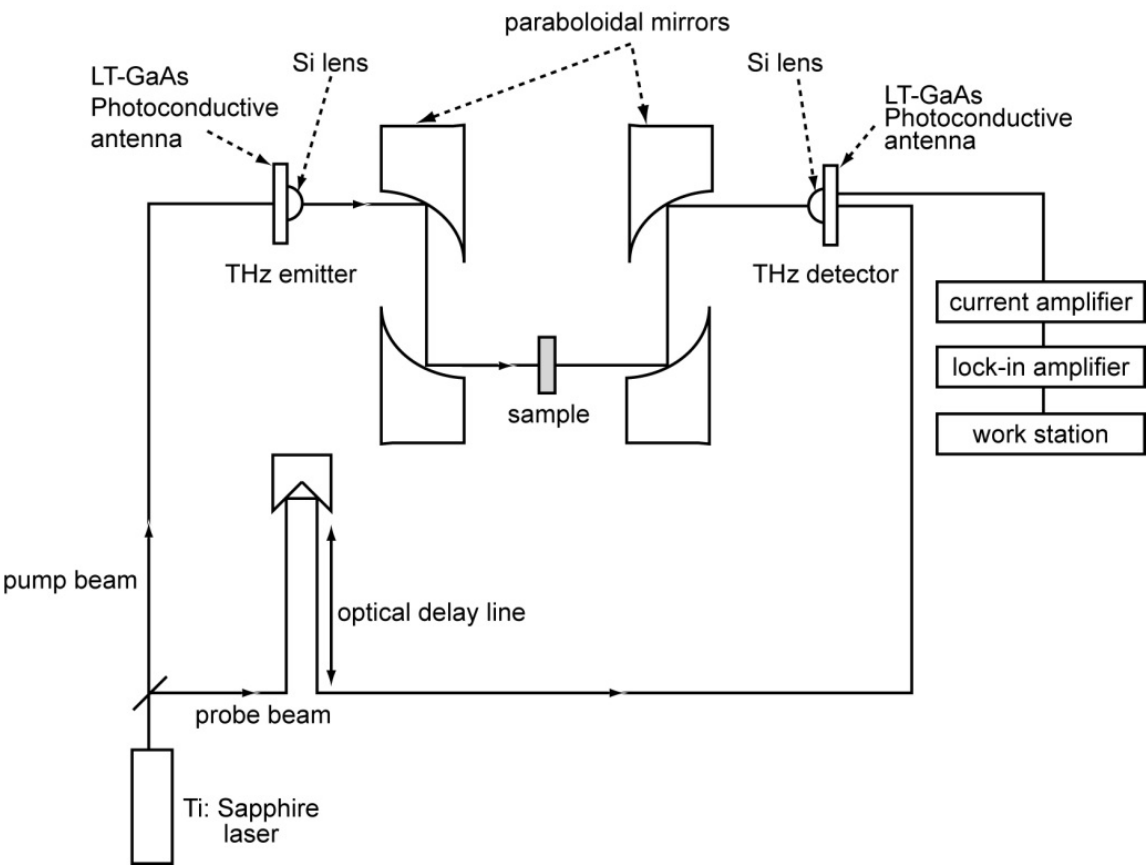 paraboloidal mirrors
LT-GaAs
Photoconductive
antenna
Si lens
Si lens
LT-GaAs
Photoconductive
antenna
THz emitter
THz detector
current amplifier
lock-in amplifier
work station
sample
pump beam
optical delay line
probe beam
Ti: Sapphire
laser